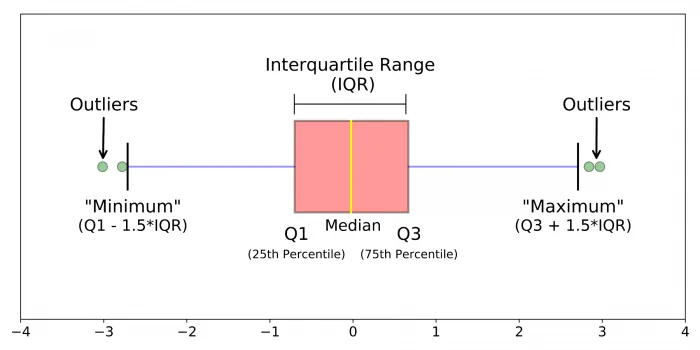 Interquartile Range
(IQR)
Outliers
Outliers
"Minimum"
(Q1 - 1.5*IQR)
"Maximum"
(Q3 + 1.5*IQR)
Median
Q1
Q3
(25th Percentile)
(75th Percentile)
−4
−3
−2
−1
0
1
2
3
4